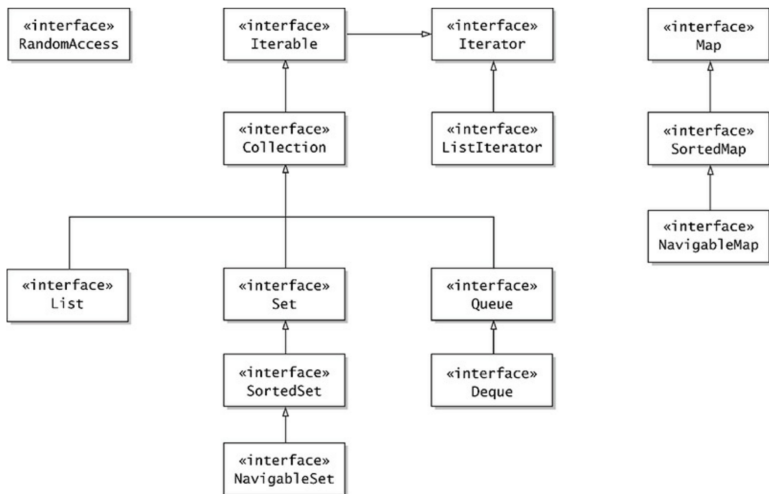 «interface»
RandomAccess
«interface»
Iterable
«interface»
Iterator
«interface»
Map
«interface»
Collection
«interface»
ListIterator
«interface»
SortedMap
«interface»
NavigableMap
«interface»
List
«interface»
Set
«interface»
Queue
«interface»
SortedSet
«interface»
Deque
«interface»
NavigableSet